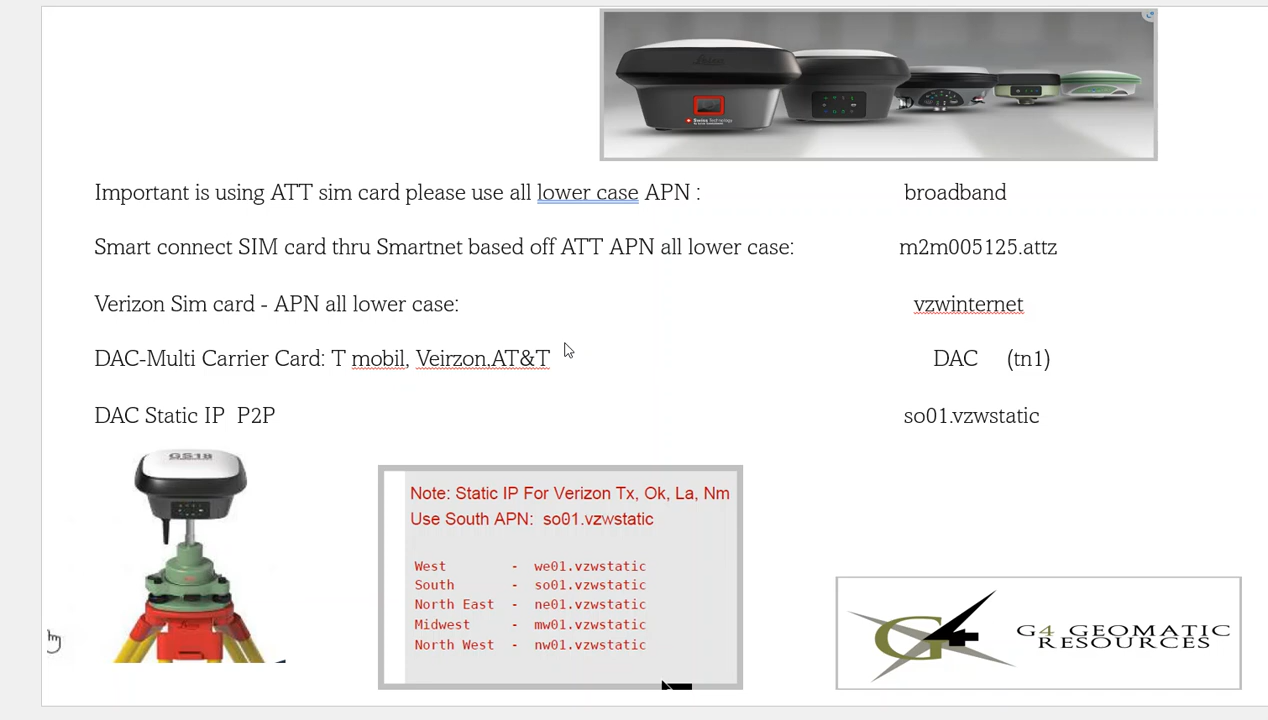 Swiss Technology
Important is using ATT sim card please use all lower case APN : broadband
Smart connect SIM card thru Smartnet based off ATT APN all lower case: m2m005125.attz
Verizon Sim card - APN all lower case: vzwinternet
DAC-Multi Carrier Card: T mobil, Veirzon,AT&T DAC (tn1)
DAC Static IP P2P so01.vzwstatic
GS18
Note: Static IP For Verizon Tx, Ok, La, Nm
Use South APN: so01.vzwstatic
West - we01.vzwstatic
South - so01.vzwstatic
North East - ne01.vzwstatic
Midwest - mw01.vzwstatic
North West - nw01.vzwstatic
G4 GEOMATIC
RESOURCES